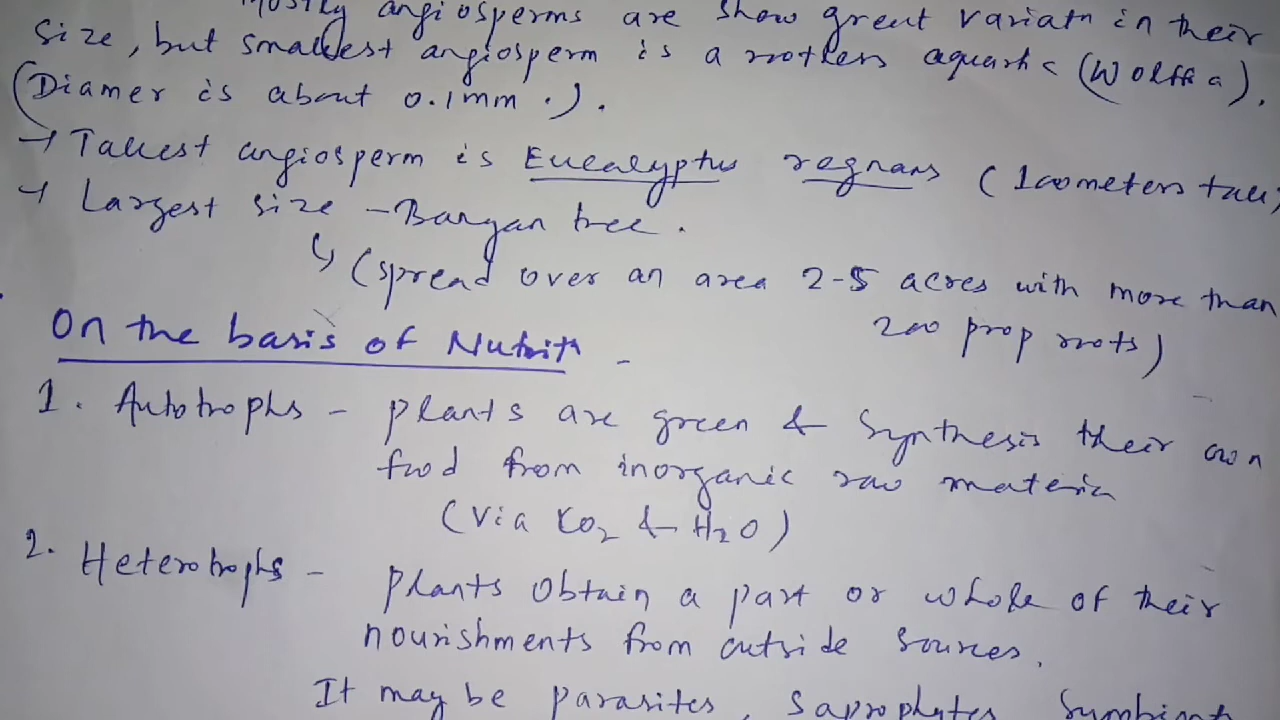 Mostly angiosperms are show great variatn in their
size, but smallest angiosperm is a rootless aquatic (Wolffia).
(Diamer is about 0.1mm.).
→ Tallest angiosperm is Eucalyptus regnans (100meters tall)
→ Largest size - Banyan tree.
↳ (spread over an area 2-5 acres with more than
200 prop roots)
On the basis of Nutritn -
1. Autotrophs - plants are green & synthesis their own
food from inorganic raw materia
(via CO2 & H2O)
2. Heterotrophs - plants obtain a part or whole of their
nourishments from outside sources.
It may be parasites, saprophytes, symbiont